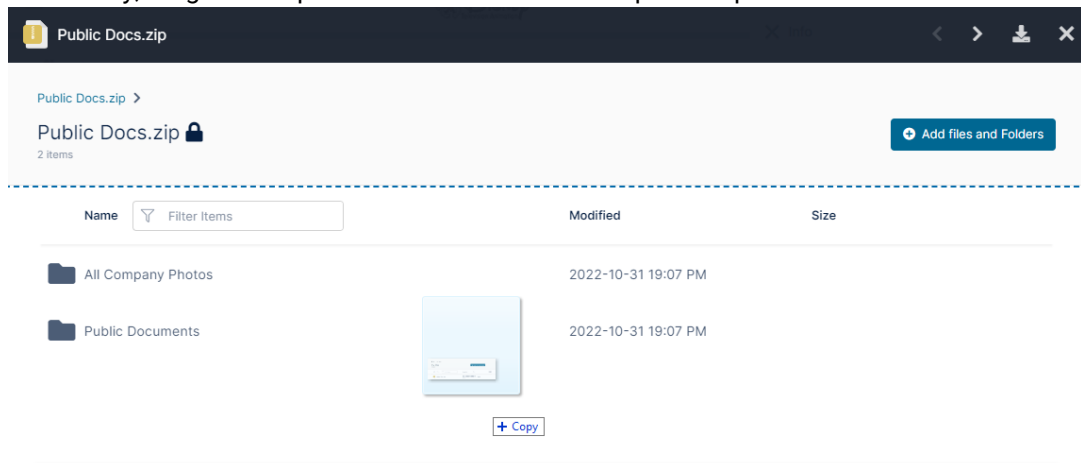 Public Docs.zip
Public Docs.zip
Public Docs.zip
2 items
Add files and Folders
Name Filter Items Modified Size
All Company Photos 2022-10-31 19:07 PM
Public Documents 2022-10-31 19:07 PM
+ Copy